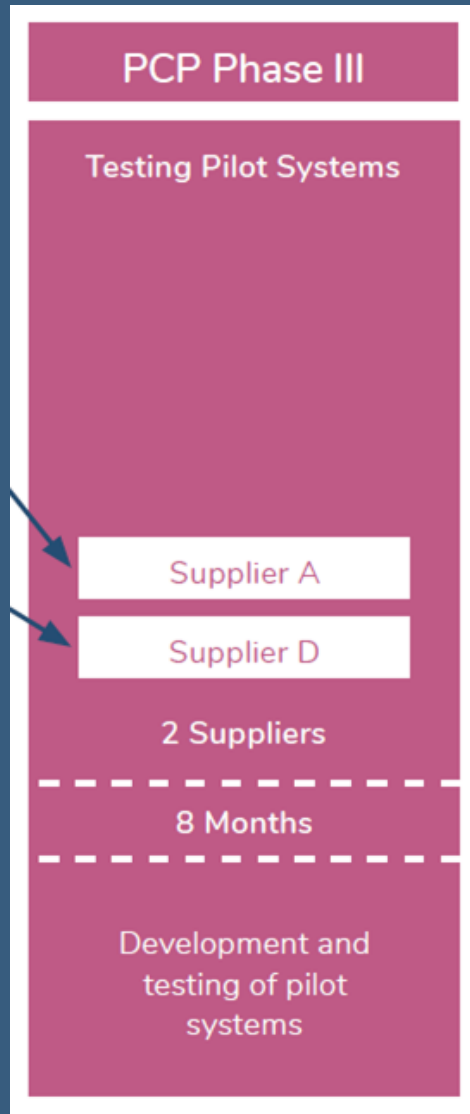 PCP Phase III
Testing Pilot Systems
Supplier A
Supplier D
2 Suppliers
8 Months
Development and
testing of pilot
systems